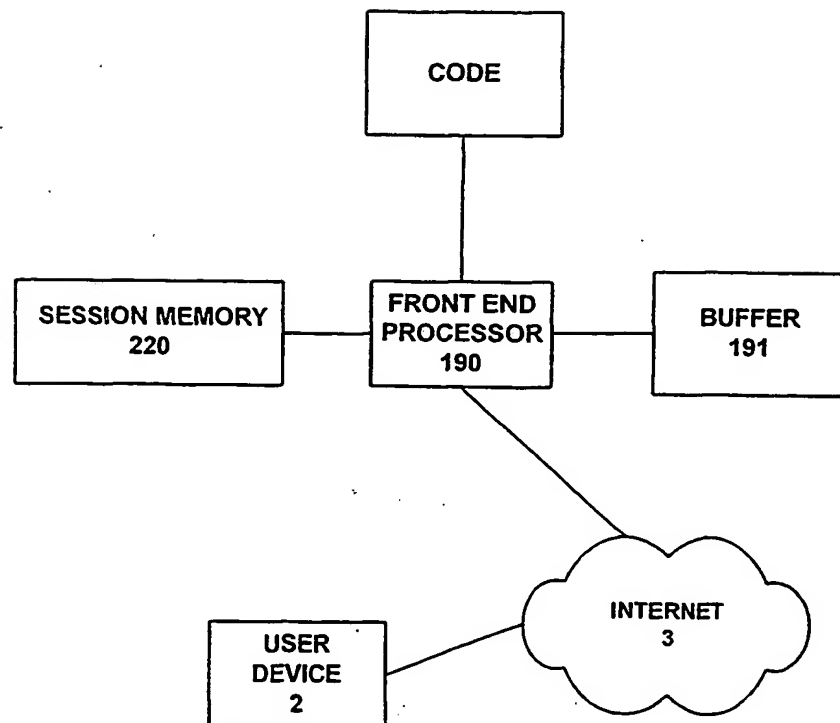 CODE
SESSION MEMORY
220
FRONT END
PROCESSOR
190
BUFFER
191
INTERNET
3
USER
DEVICE
2